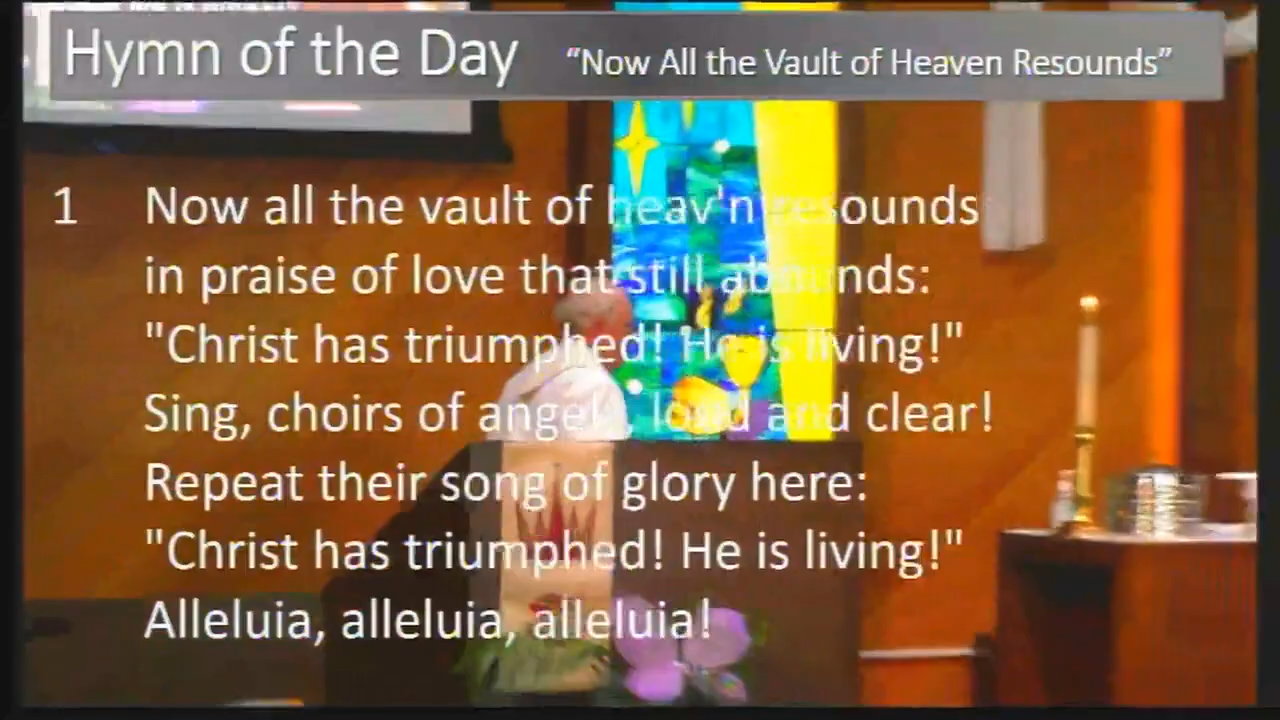 Hymn of the Day “Now All the Vault of Heaven Resounds”
1 Now all the vault of heav'n resounds
in praise of love that still abounds:
"Christ has triumphed! He is living!"
Sing, choirs of angels, loud and clear!
Repeat their song of glory here:
"Christ has triumphed! He is living!"
Alleluia, alleluia, alleluia!